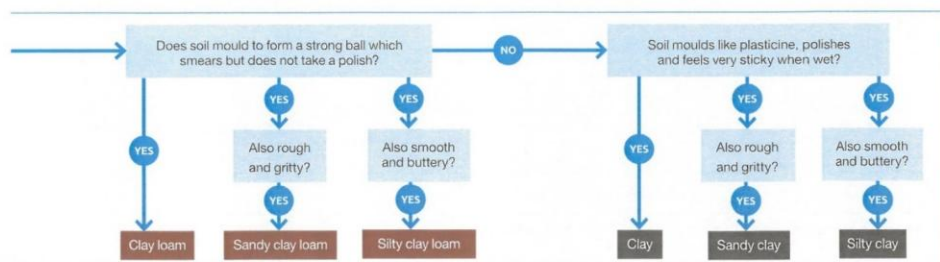 Does soil mould to form a strong ball which
smears but does not take a polish?
NO
Soil moulds like plasticine, polishes
and feels very sticky when wet?
YES
YES
YES
YES
YES
YES
Also rough
and gritty?
Also smooth
and buttery?
Also rough
and gritty?
Also smooth
and buttery?
YES
YES
YES
YES
Clay loam
Sandy clay loam
Silty clay loam
Clay
Sandy clay
Silty clay